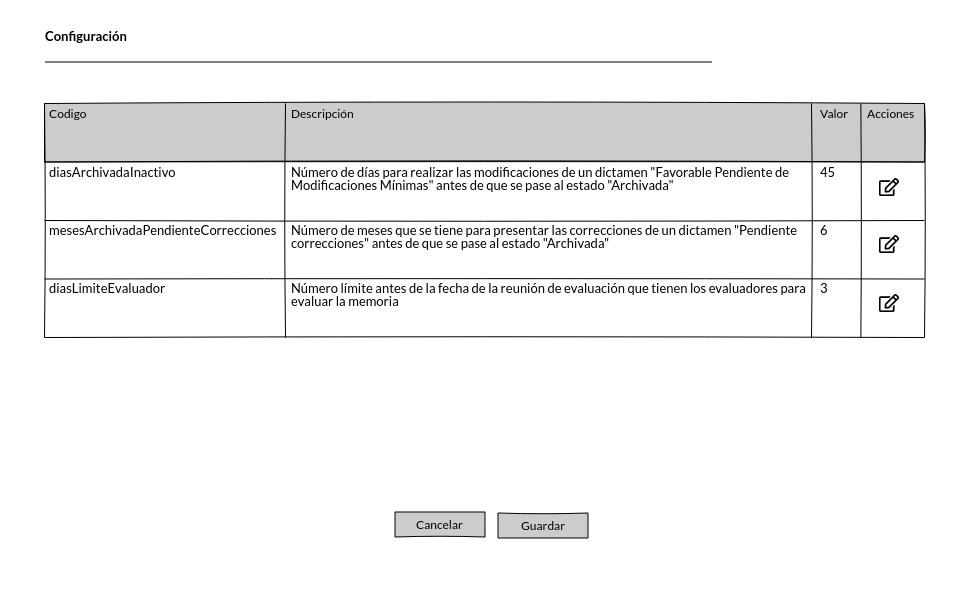 Configuración
Codigo Descripción Valor Acciones
diasArchivadaInactivo Número de días para realizar las modificaciones de un dictamen "Favorable Pendiente de 45
Modificaciones Mínimas" antes de que se pase al estado "Archivada"
mesesArchivadaPendienteCorrecciones Número de meses que se tiene para presentar las correcciones de un dictamen "Pendiente 6
correcciones" antes de que se pase al estado "Archivada"
diasLimiteEvaluador Número límite antes de la fecha de la reunión de evaluación que tienen los evaluadores para 3
evaluar la memoria
Cancelar Guardar